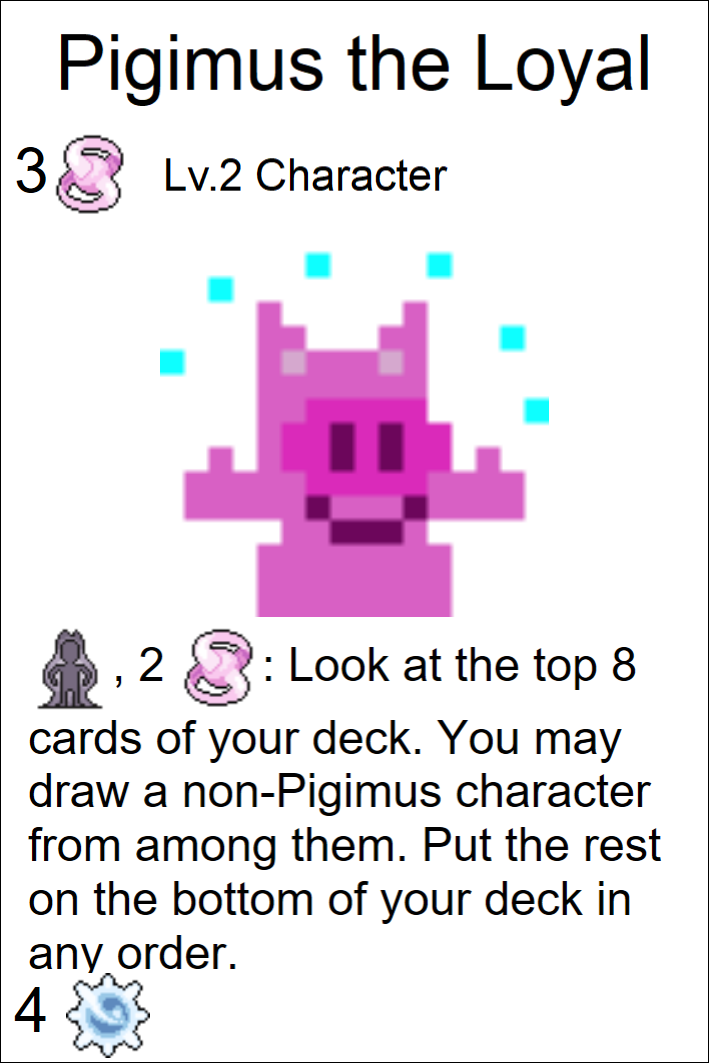 Pigimus the Loyal
3 Lv.2 Character
, 2 : Look at the top 8
cards of your deck. You may
draw a non-Pigimus character
from among them. Put the rest
on the bottom of your deck in
any order.
4